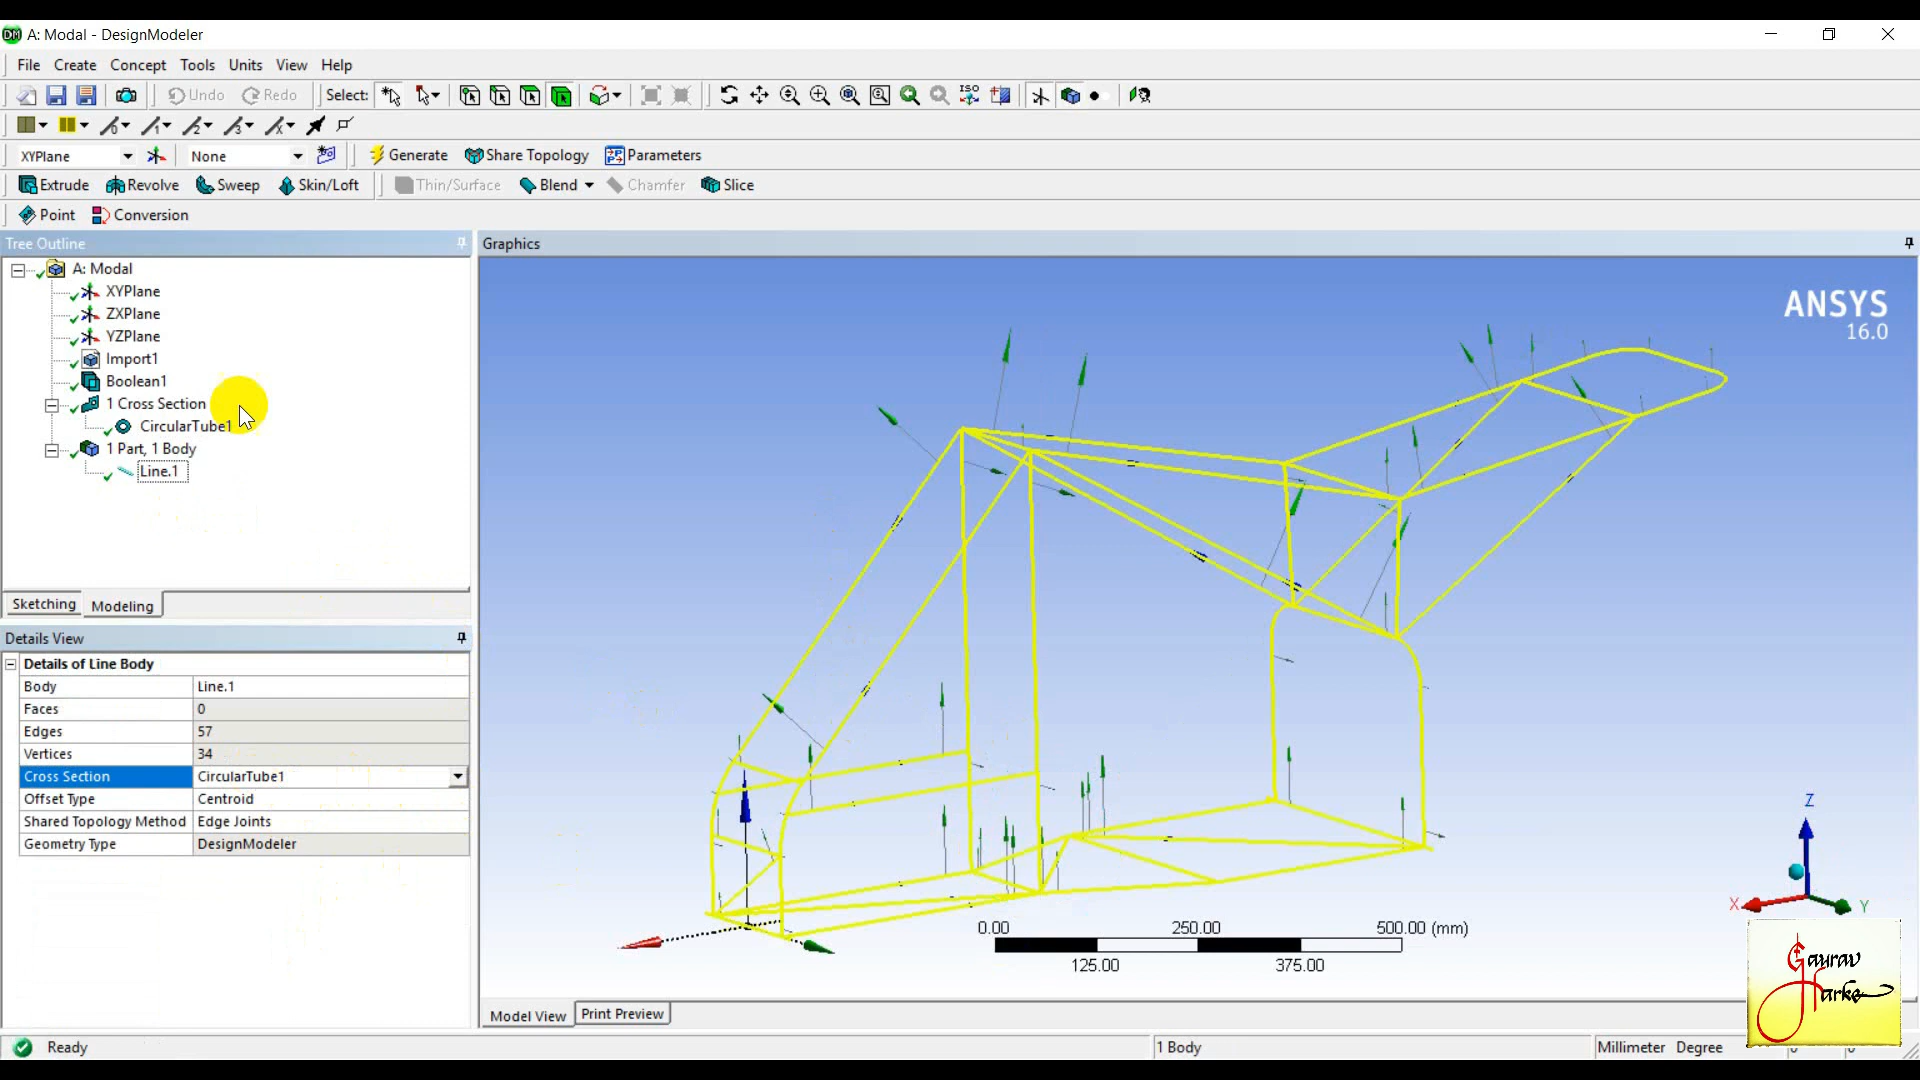 A: Modal - DesignModeler
File Create Concept Tools Units View Help
Undo Redo Select: ISO
XYPlane None Generate Share Topology Parameters
Extrude Revolve Sweep Skin/Loft Thin/Surface Blend Chamfer Slice
Point Conversion
Tree Outline
A: Modal
XYPlane
ZXPlane
YZPlane
Import1
Boolean1
1 Cross Section
CircularTube1
1 Part, 1 Body
Line.1
Sketching Modeling
Details View
Details of Line Body
Body Line.1
Faces 0
Edges 57
Vertices 34
Cross Section CircularTube1
Offset Type Centroid
Shared Topology Method Edge Joints
Geometry Type DesignModeler
Graphics
ANSYS
16.0
0.00 250.00 500.00 (mm)
125.00 375.00
Z
X
Y
Gaurav
Harke
Model View Print Preview
Ready 1 Body Millimeter Degree